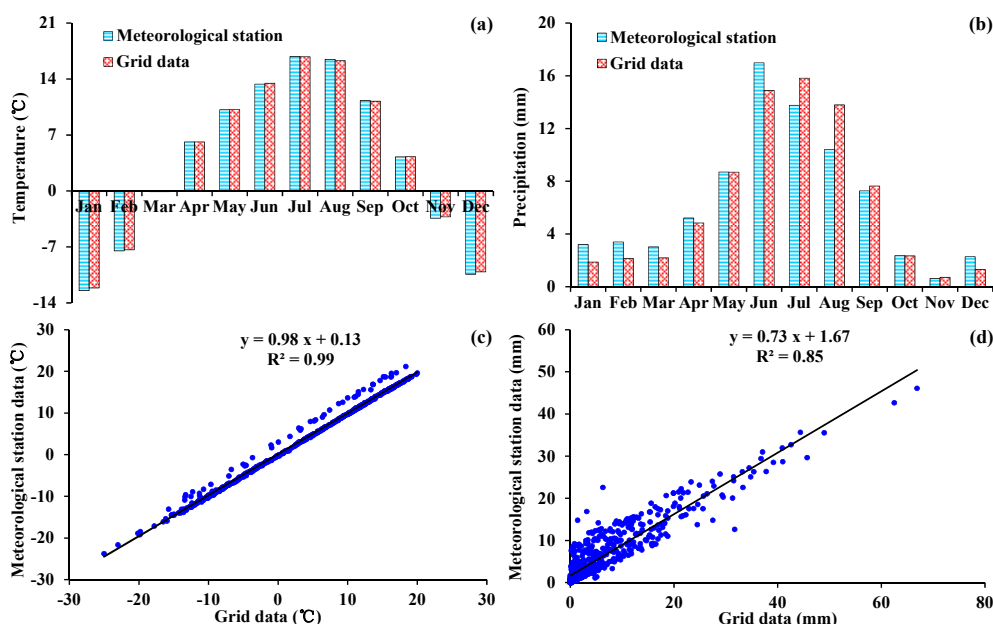 21
14
7
0
-7
-14
Temperature (℃)
(a)
Meteorological station
Grid data
Jan Feb Mar Apr May Jun Jul Aug Sep Oct Nov Dec
20
16
12
8
4
0
Precipitation (mm)
(b)
Meteorological station
Grid data
Jan Feb Mar Apr May Jun Jul Aug Sep Oct Nov Dec
30
20
10
0
-10
-20
-30
Meteorological station data (℃)
y = 0.98 x + 0.13
R² = 0.99
(c)
-30 -20 -10 0 10 20 30
Grid data (℃)
60
50
40
30
20
10
0
Meteorological station data (mm)
y = 0.73 x + 1.67
R² = 0.85
(d)
0 20 40 60 80
Grid data (mm)